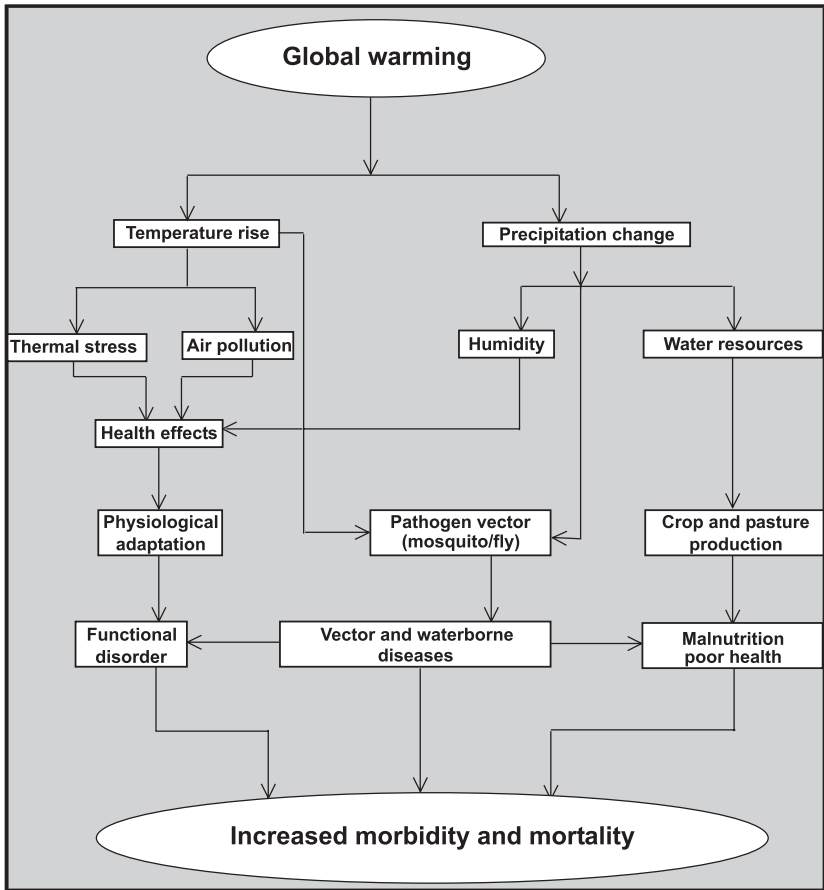 Global warming
Temperature rise
Precipitation change
Thermal stress
Air pollution
Humidity
Water resources
Health effects
Physiological
adaptation
Pathogen vector
(mosquito/fly)
Crop and pasture
production
Functional
disorder
Vector and waterborne
diseases
Malnutrition
poor health
Increased morbidity and mortality